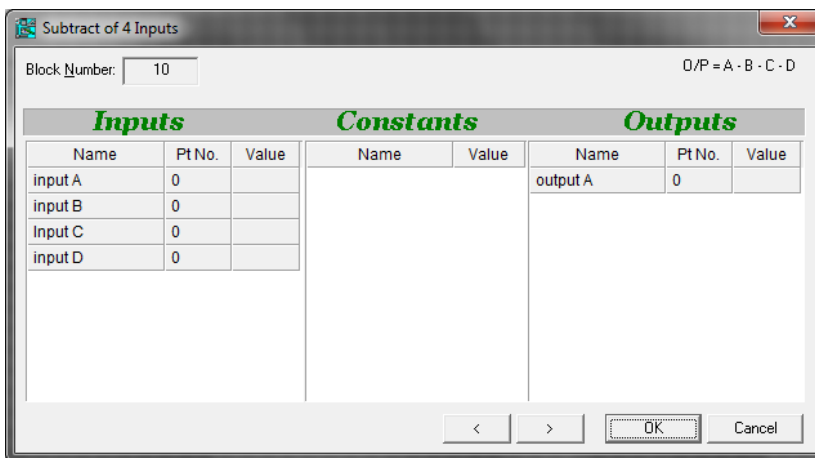 Subtract of 4 Inputs
x
Block Number: 10 O/P = A - B - C - D
Inputs Constants Outputs
Name Pt No. Value Name Value Name Pt No. Value
input A 0 output A 0
input B 0
Input C 0
input D 0
< > OK Cancel